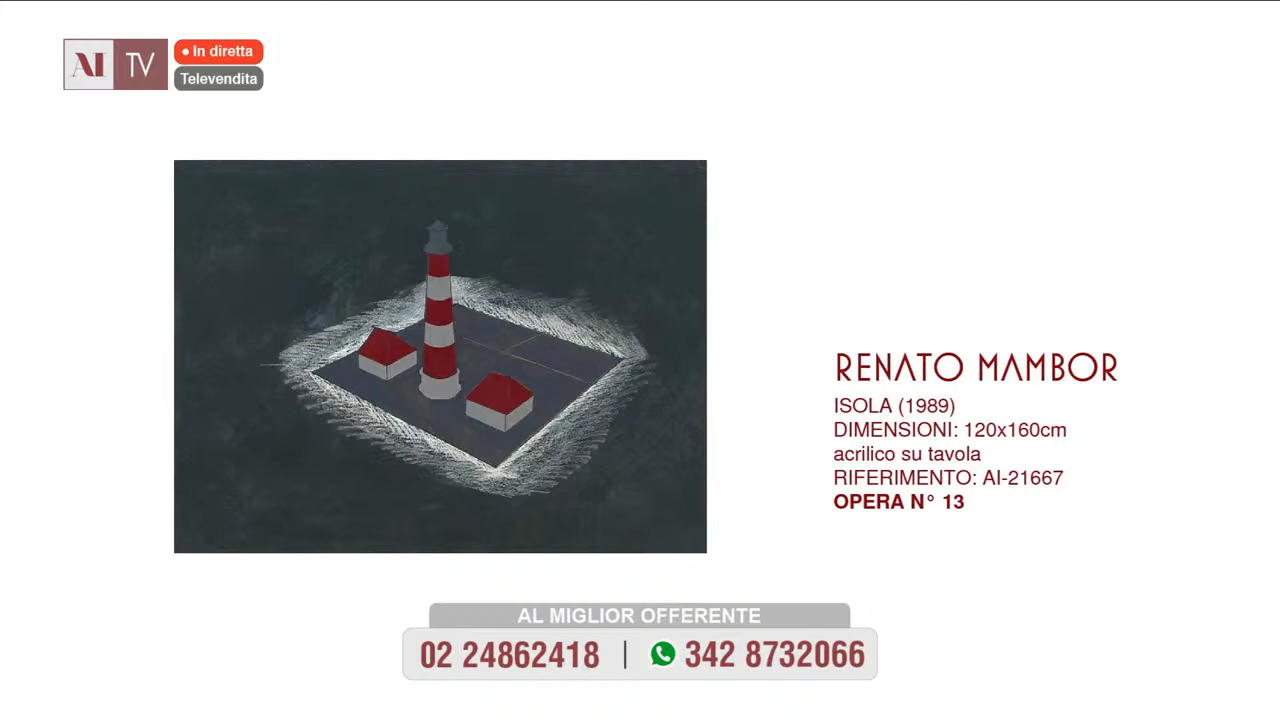 AI TV
• In diretta
Televendita
RENATO MAMBOR
ISOLA (1989)
DIMENSIONI: 120x160cm
acrilico su tavola
RIFERIMENTO: AI-21667
OPERA N° 13
AL MIGLIOR OFFERENTE
02 24862418 | 342 8732066